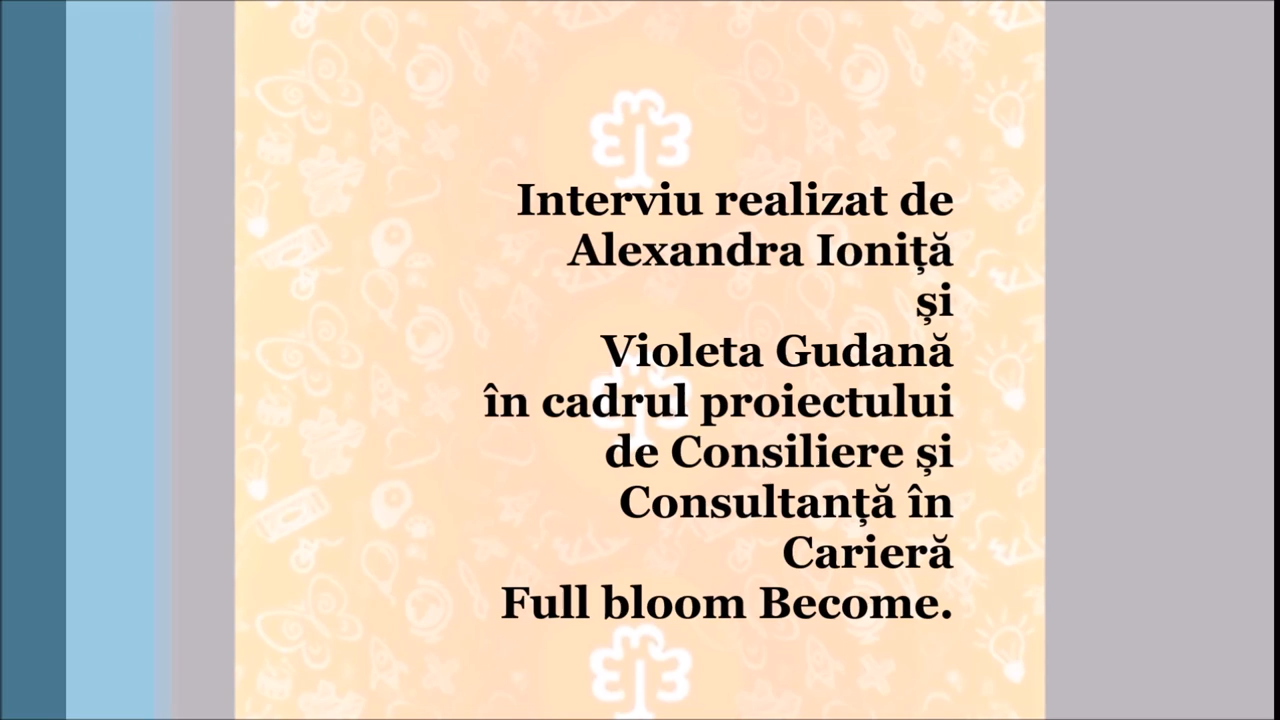 Interviu realizat de
Alexandra Ioniță
și
Violeta Gudană
în cadrul proiectului
de Consiliere și
Consultanță în
Carieră
Full bloom Become.